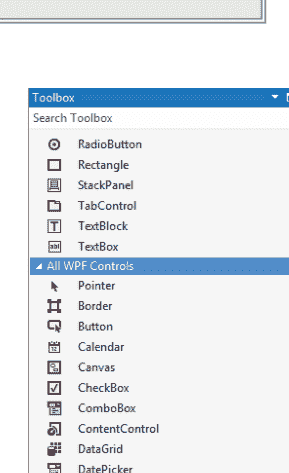 Toolbox
Search Toolbox
RadioButton
Rectangle
StackPanel
TabControl
TextBlock
TextBox
All WPF Controls
Pointer
Border
Button
Calendar
Canvas
CheckBox
ComboBox
ContentControl
DataGrid
DatePicker